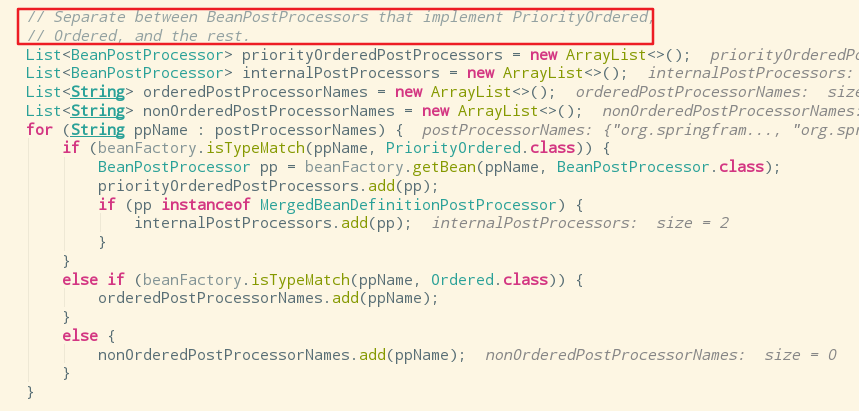 // Separate between BeanPostProcessors that implement PriorityOrdered,
// Ordered, and the rest.
List<BeanPostProcessor> priorityOrderedPostProcessors = new ArrayList<>();  priorityOrderedPo
List<BeanPostProcessor> internalPostProcessors = new ArrayList<>();  internalPostProcessors:
List<String> orderedPostProcessorNames = new ArrayList<>();  orderedPostProcessorNames:  size
List<String> nonOrderedPostProcessorNames = new ArrayList<>();  nonOrderedPostProcessorNames:
for (String ppName : postProcessorNames) {  postProcessorNames: {"org.springfram..., "org.spr
    if (beanFactory.isTypeMatch(ppName, PriorityOrdered.class)) {
        BeanPostProcessor pp = beanFactory.getBean(ppName, BeanPostProcessor.class);
        priorityOrderedPostProcessors.add(pp);
        if (pp instanceof MergedBeanDefinitionPostProcessor) {
            internalPostProcessors.add(pp);  internalPostProcessors:  size = 2
        }
    }
    else if (beanFactory.isTypeMatch(ppName, Ordered.class)) {
        orderedPostProcessorNames.add(ppName);
    }
    else {
        nonOrderedPostProcessorNames.add(ppName);  nonOrderedPostProcessorNames:  size = 0
    }
}